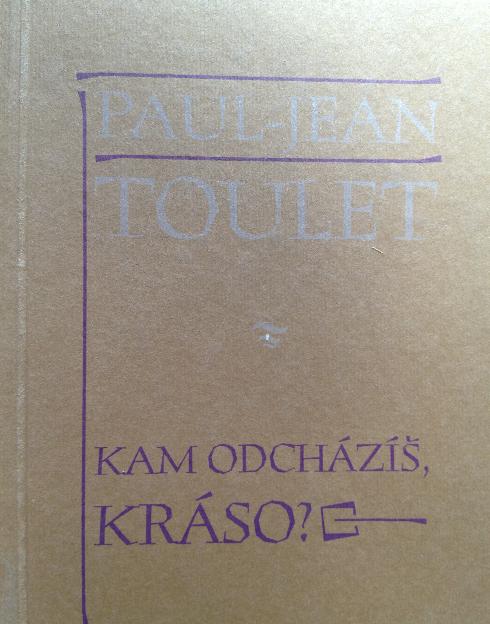 PAUL-JEAN
TOULET
KAM ODCHÁZÍŠ,
KRÁSO?